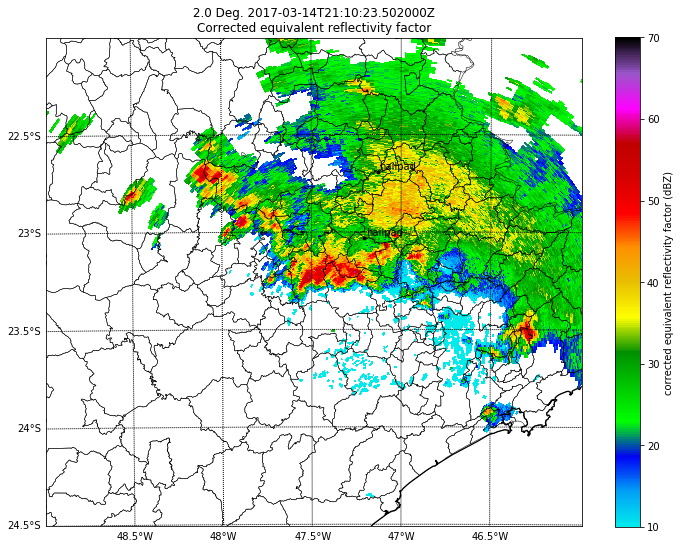 2.0 Deg. 2017-03-14T21:10:23.502000Z
Corrected equivalent reflectivity factor
22.5°S
23°S
23.5°S
24°S
24.5°S
hailpad
hailpad
48.5°W
48°W
47.5°W
47°W
46.5°W
70
60
50
40
30
20
10
corrected equivalent reflectivity factor (dBZ)